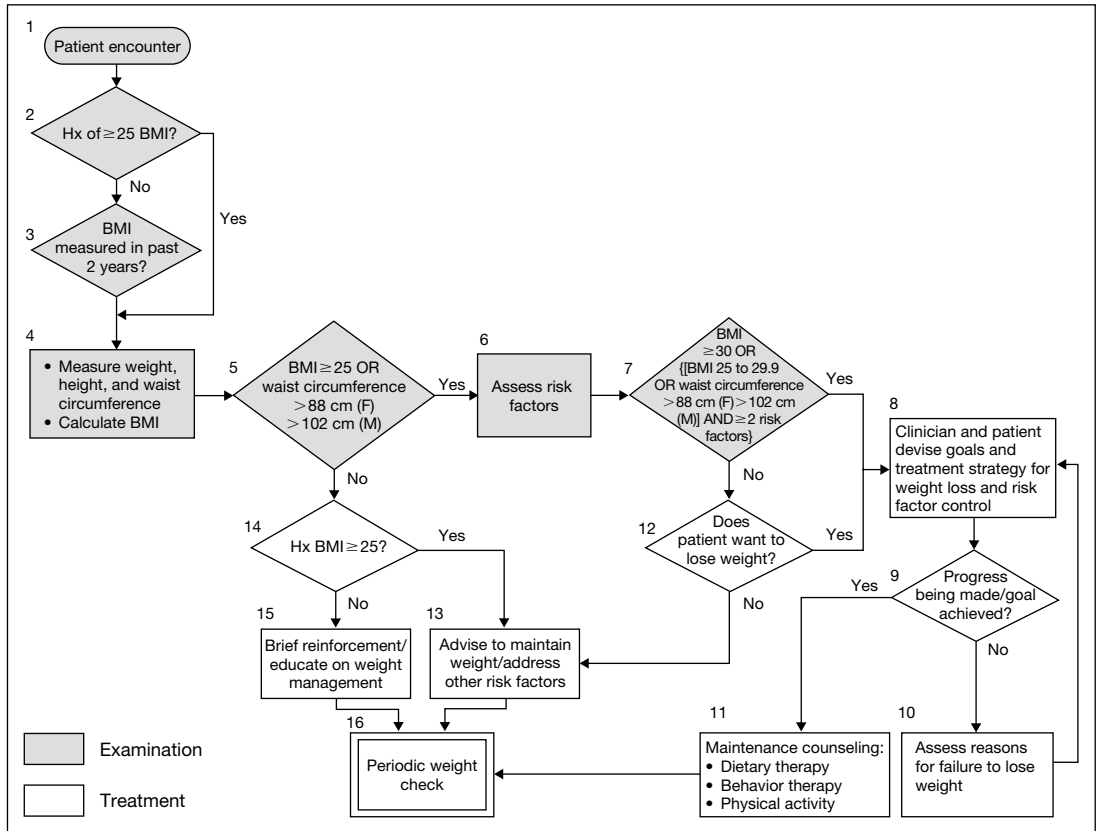 1
Patient encounter
2
Hx of ≥25 BMI?
No
Yes
3
BMI
measured in past
2 years?
4
• Measure weight,
height, and waist
circumference
• Calculate BMI
5
BMI ≥25 OR
waist circumference
>88 cm (F)
>102 cm (M)
Yes
No
6
Assess risk
factors
7
BMI
≥30 OR
{[BMI 25 to 29.9
OR waist circumference
>88 cm (F) >102 cm
(M)] AND ≥2 risk
factors}
Yes
No
8
Clinician and patient
devise goals and
treatment strategy for
weight loss and risk
factor control
12
Does
patient want to
lose weight?
Yes
No
9
Progress
being made/goal
achieved?
Yes
No
14
Hx BMI ≥25?
Yes
No
15
Brief reinforcement/
educate on weight
management
13
Advise to maintain
weight/address
other risk factors
16
Periodic weight
check
11
Maintenance counseling:
• Dietary therapy
• Behavior therapy
• Physical activity
10
Assess reasons
for failure to lose
weight
Examination
Treatment